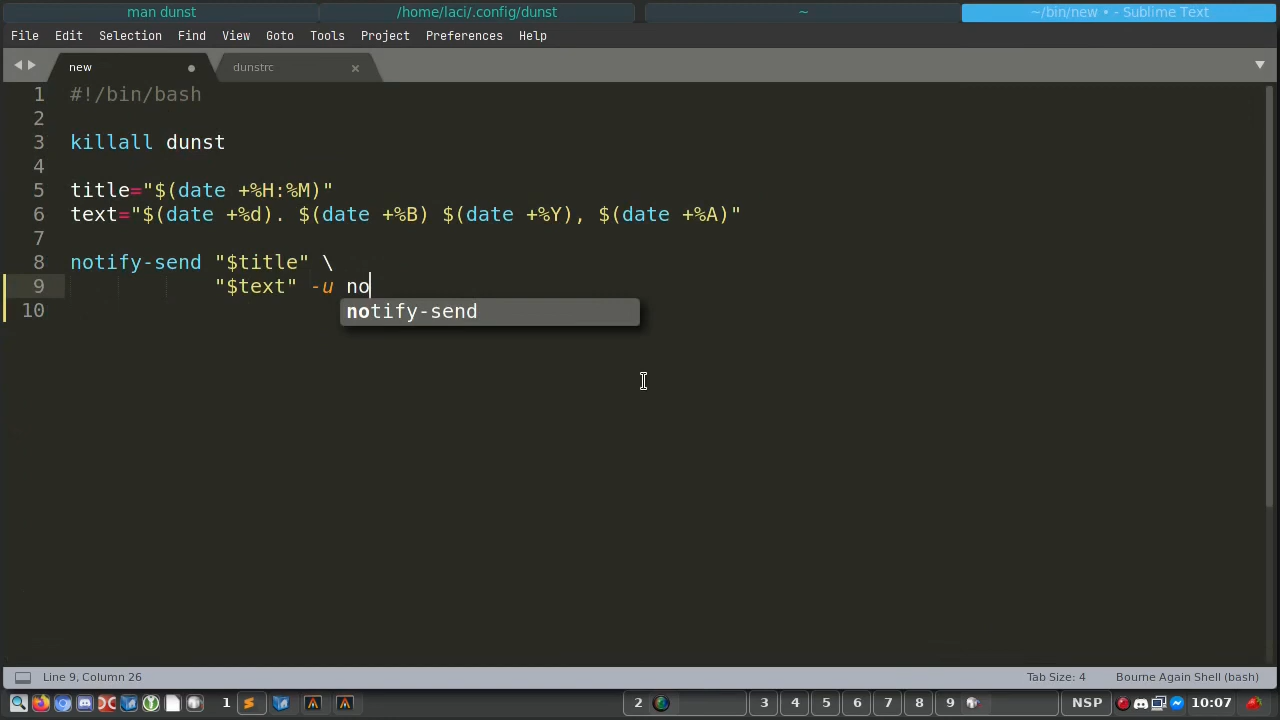 man dunst
/home/laci/.config/dunst
~
~/bin/new • - Sublime Text
File Edit Selection Find View Goto Tools Project Preferences Help
new
dunstrc
1 #!/bin/bash
2
3 killall dunst
4
5 title="$(date +%H:%M)"
6 text="$(date +%d). $(date +%B) $(date +%Y), $(date +%A)"
7
8 notify-send "$title" \
9 "$text" -u no
notify-send
10
Line 9, Column 26
Tab Size: 4
Bourne Again Shell (bash)
1 2 3 4 5 6 7 8 9 NSP 10:07